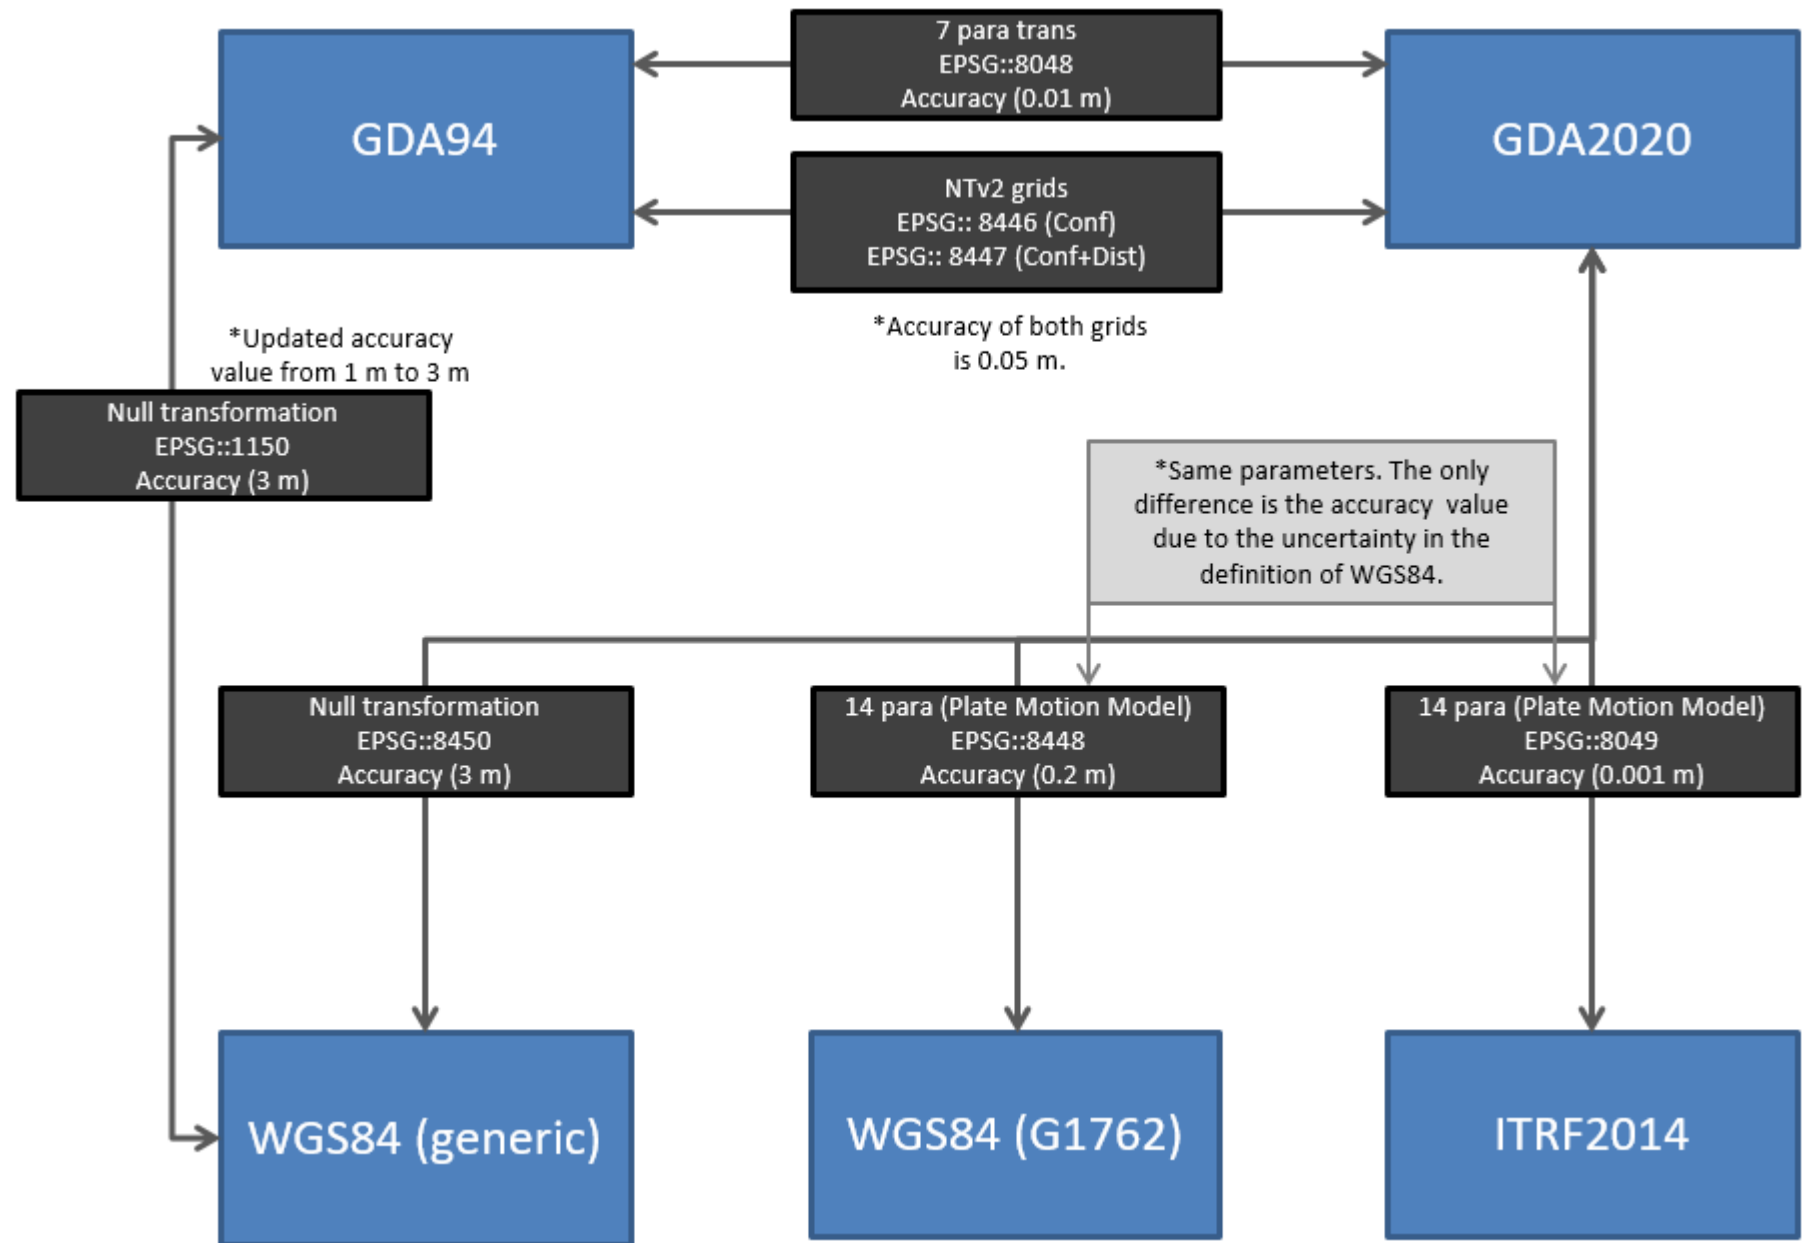 7 para trans
EPSG::8048
Accuracy (0.01 m)
GDA94
GDA2020
NTv2 grids
EPSG:: 8446 (Conf)
EPSG:: 8447 (Conf+Dist)
*Accuracy of both grids
is 0.05 m.
*Updated accuracy
value from 1 m to 3 m
Null transformation
EPSG::1150
Accuracy (3 m)
*Same parameters. The only
difference is the accuracy  value
due to the uncertainty in the
definition of WGS84.
Null transformation
EPSG::8450
Accuracy (3 m)
14 para (Plate Motion Model)
EPSG::8448
Accuracy (0.2 m)
14 para (Plate Motion Model)
EPSG::8049
Accuracy (0.001 m)
WGS84 (generic)
WGS84 (G1762)
ITRF2014